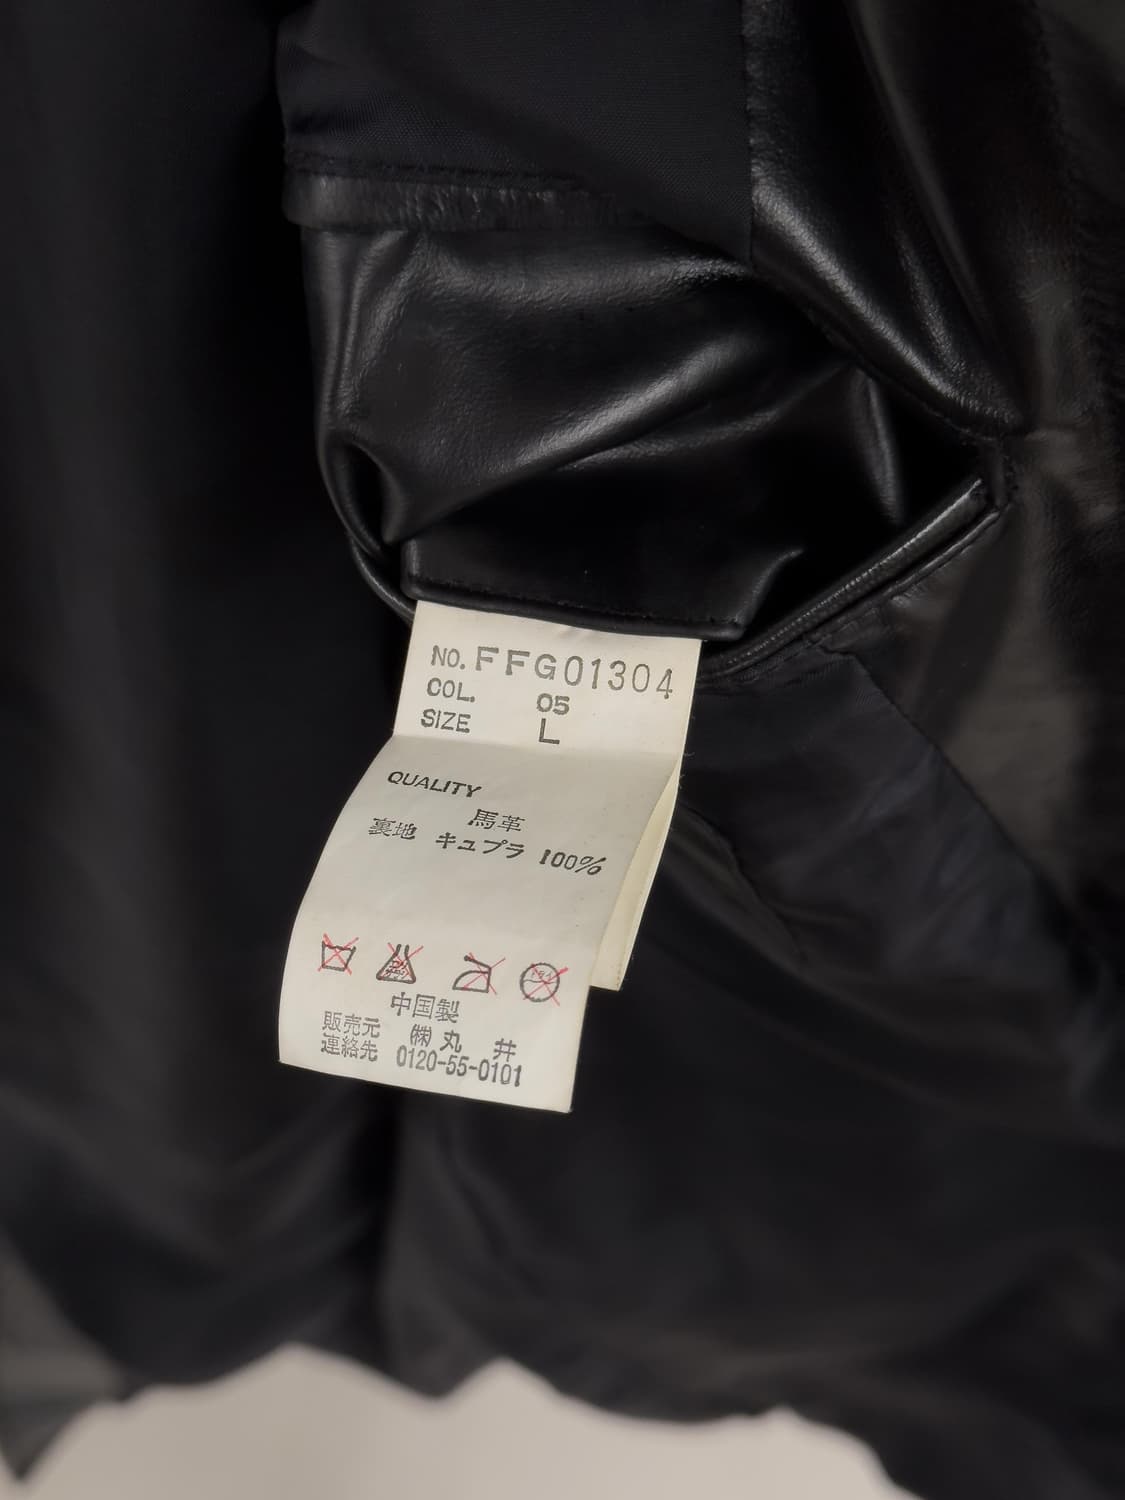 NO. FFG01304
COL. 05
SIZE L
QUALITY
馬革
裏地 キュプラ 100%
中国製
販売元 ㈱ 丸井
連絡先 0120-55-0101